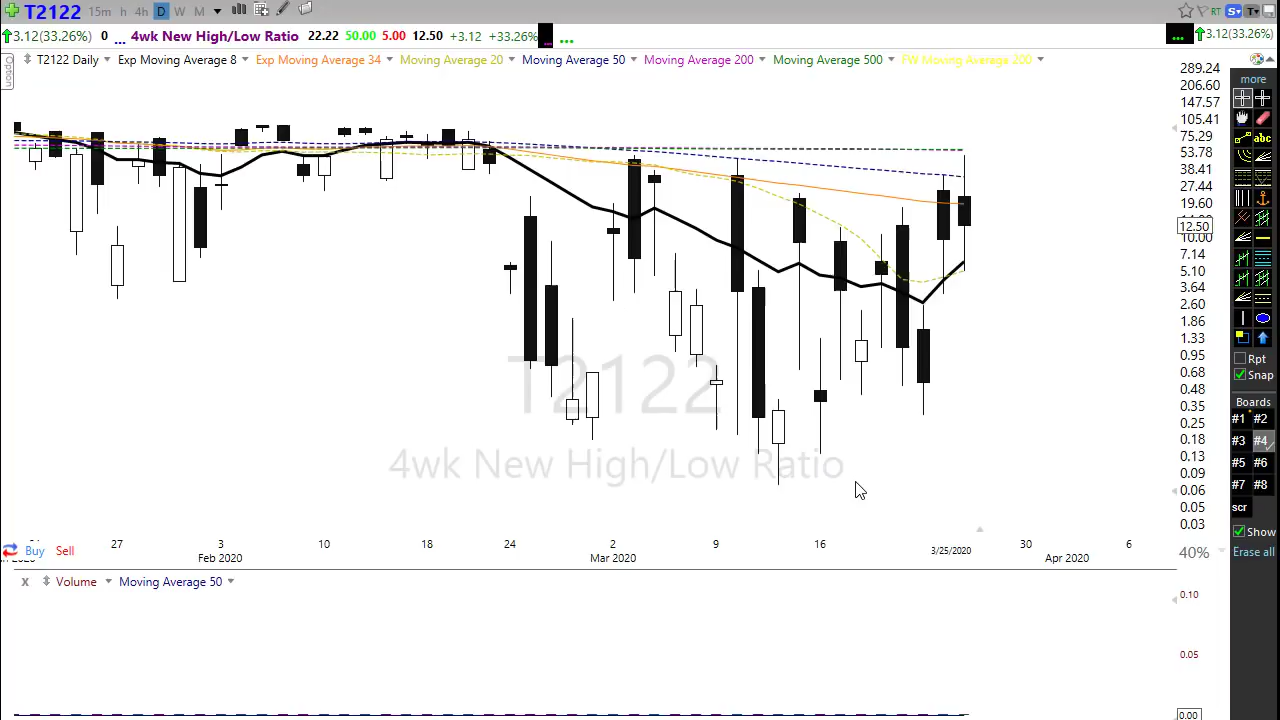 T2122 15m h 4h D W M RT S T
3.12(33.26%) 0 ... 4wk New High/Low Ratio 22.22 50.00 5.00 12.50 +3.12 +33.26% ... ... 3.12(33.26%)
Option T2122 Daily Exp Moving Average 8 Exp Moving Average 34 Moving Average 20 Moving Average 50 Moving Average 200 Moving Average 500 FW Moving Average 200
289.24
206.60
147.57
105.41
75.29
53.78
38.41
27.44
19.60
12.50
10.00
7.14
5.10
3.64
2.60
1.86
1.33
0.95
0.68
0.48
0.35
0.25
0.18
0.13
0.09
0.06
0.05
0.03
more
abc
Rpt
Snap
Boards
#1 #2
#3 #4
#5 #6
#7 #8
scr
Show
Erase all
T2122
4wk New High/Low Ratio
27 3 10 18 24 2 9 16 3/25/2020 30 6
Feb 2020 Mar 2020 Apr 2020
Buy Sell
40%
x Volume Moving Average 50
0.10
0.05
0.00